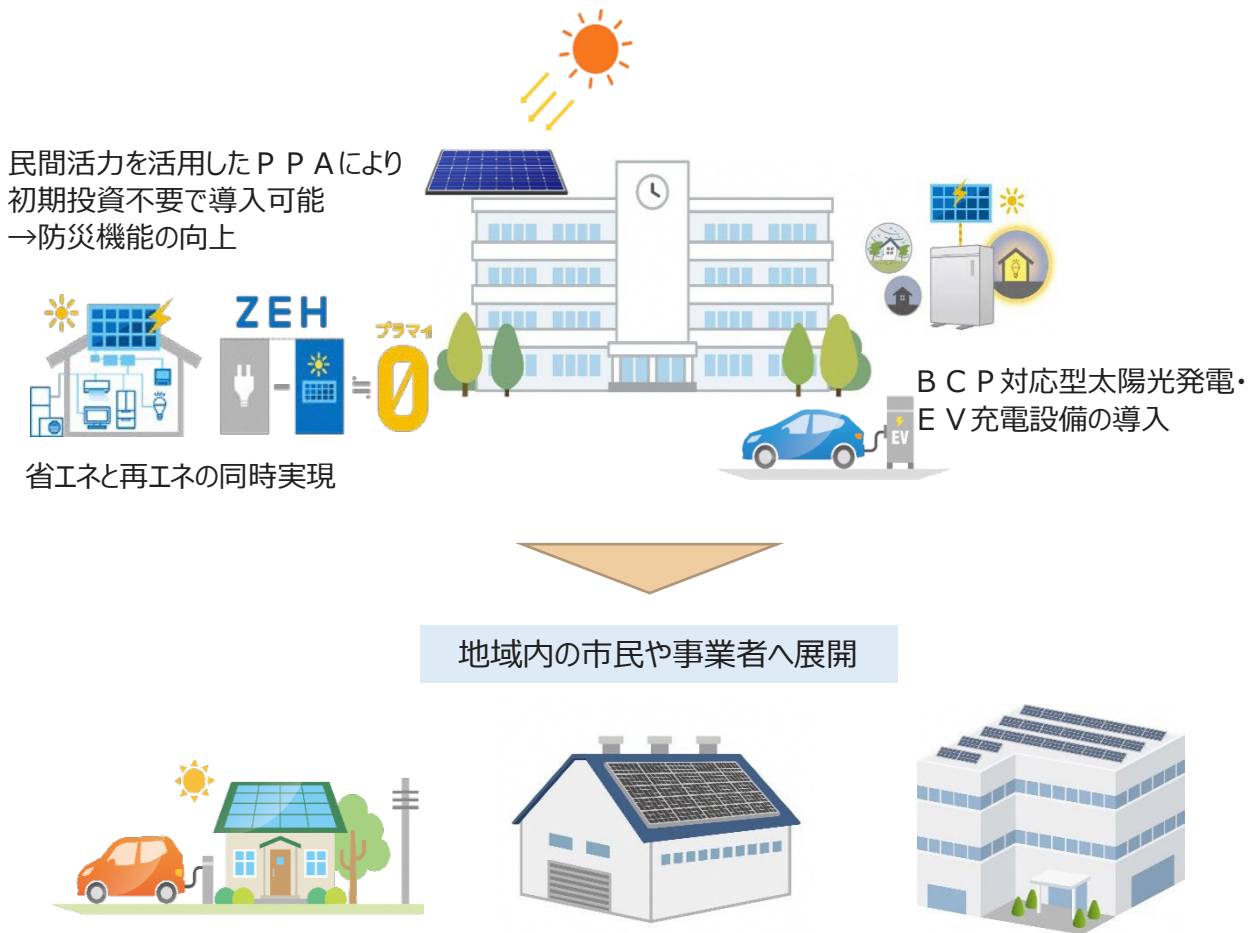 民間活力を活用したＰＰＡにより
初期投資不要で導入可能
→防災機能の向上
ZEH
プラマイ
0
省エネと再エネの同時実現
ＢＣＰ対応型太陽光発電・
ＥＶ充電設備の導入
EV
地域内の市民や事業者へ展開